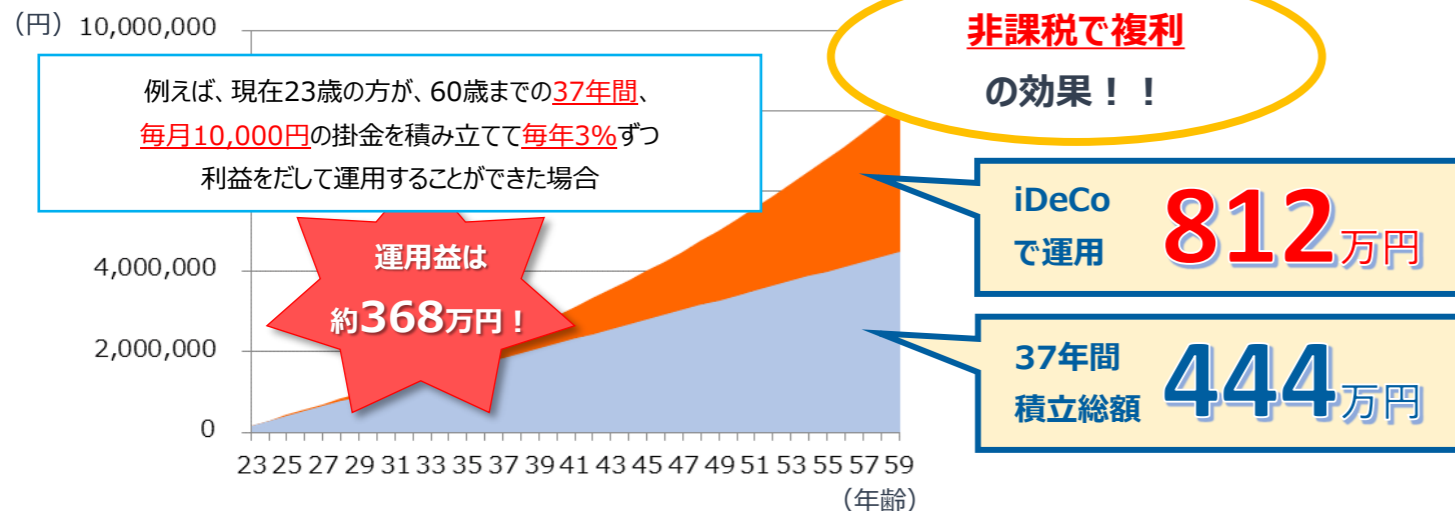 （円）
10,000,000
非課税で複利
の効果！！
例えば、現在23歳の方が、60歳までの37年間、
毎月10,000円の掛金を積み立てて毎年3%ずつ
利益をだして運用することができた場合
iDeCo
で運用
812万円
運用益は
約368万円！
4,000,000
2,000,000
0
37年間
積立総額
444万円
23 25 27 29 31 33 35 37 39 41 43 45 47 49 51 53 55 57 59
（年齢）